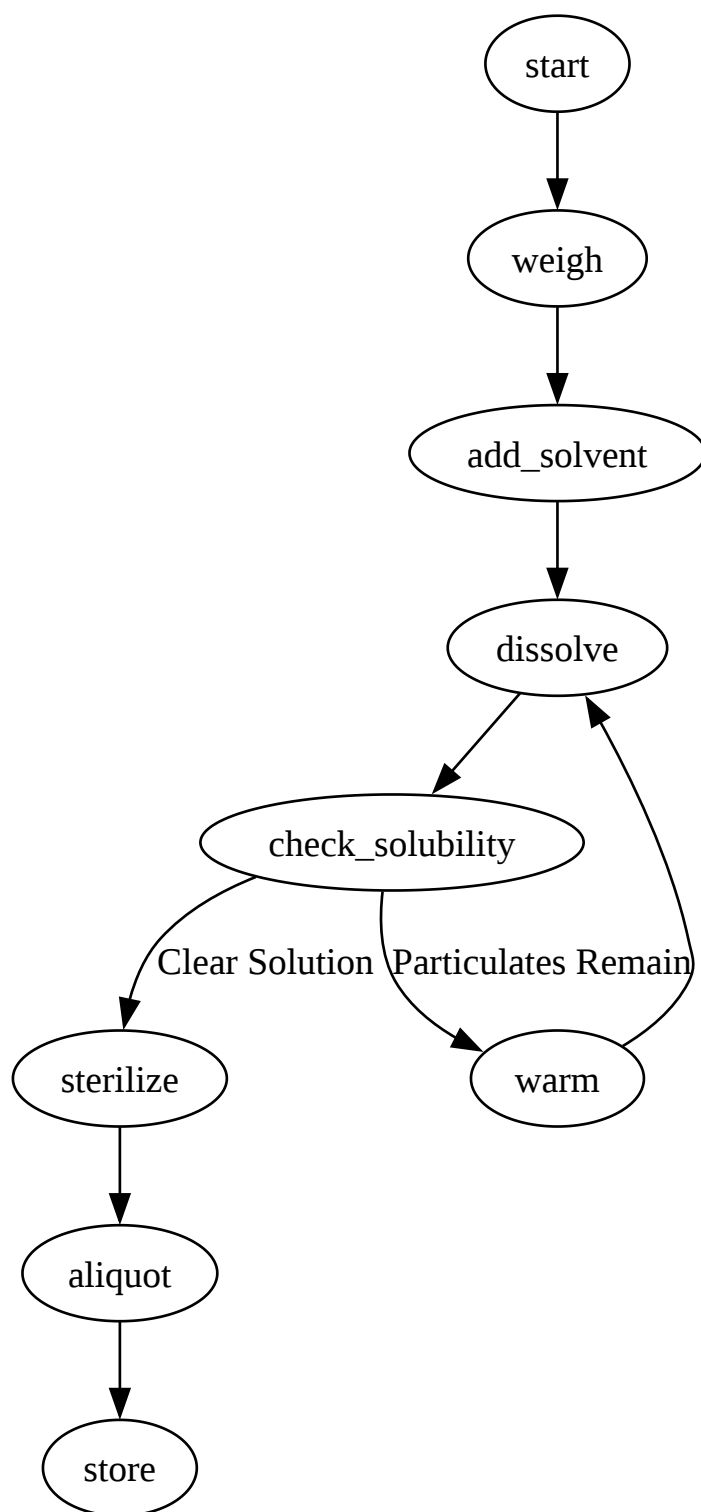 start
weigh
add_solvent
dissolve
check_solubility
Clear Solution
Particulates Remain
sterilize
warm
aliquot
store